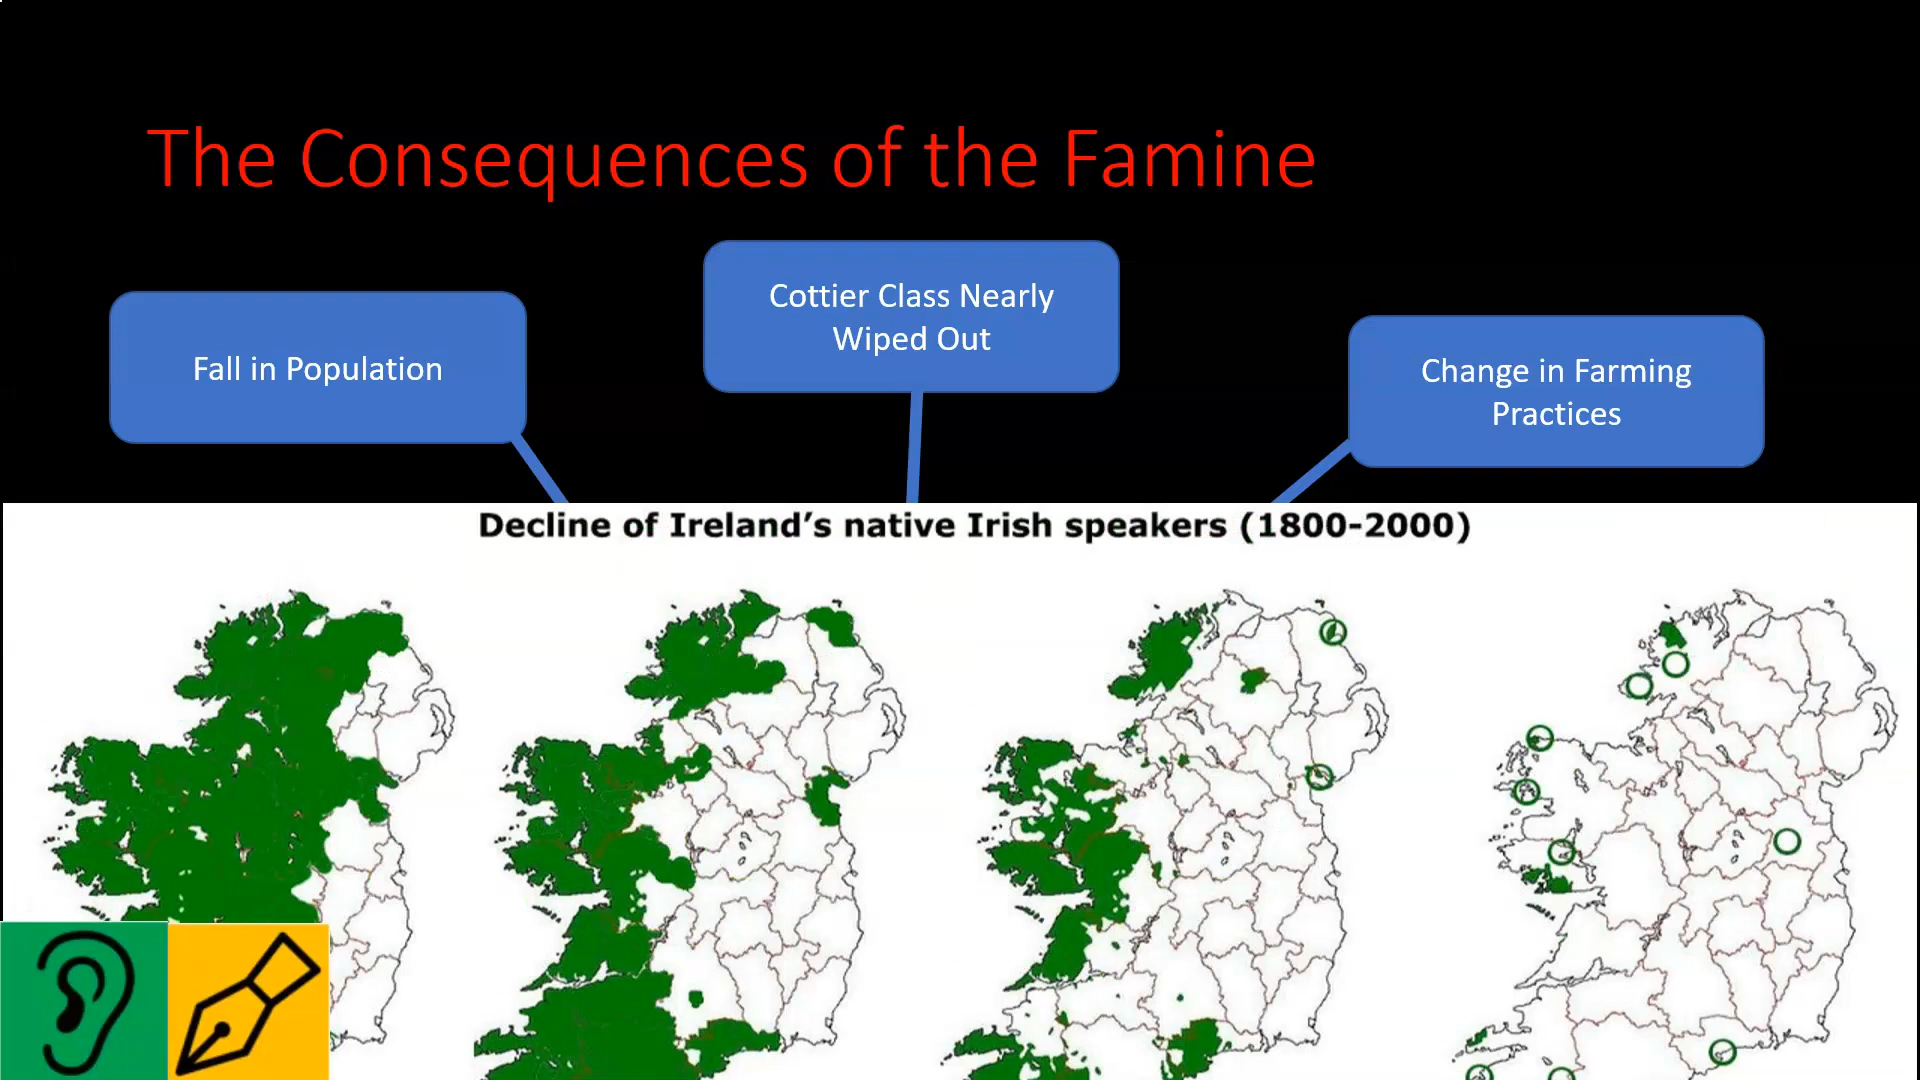 The Consequences of the Famine
Cottier Class Nearly
Wiped Out
Fall in Population
Change in Farming
Practices
Decline of Ireland’s native Irish speakers (1800-2000)